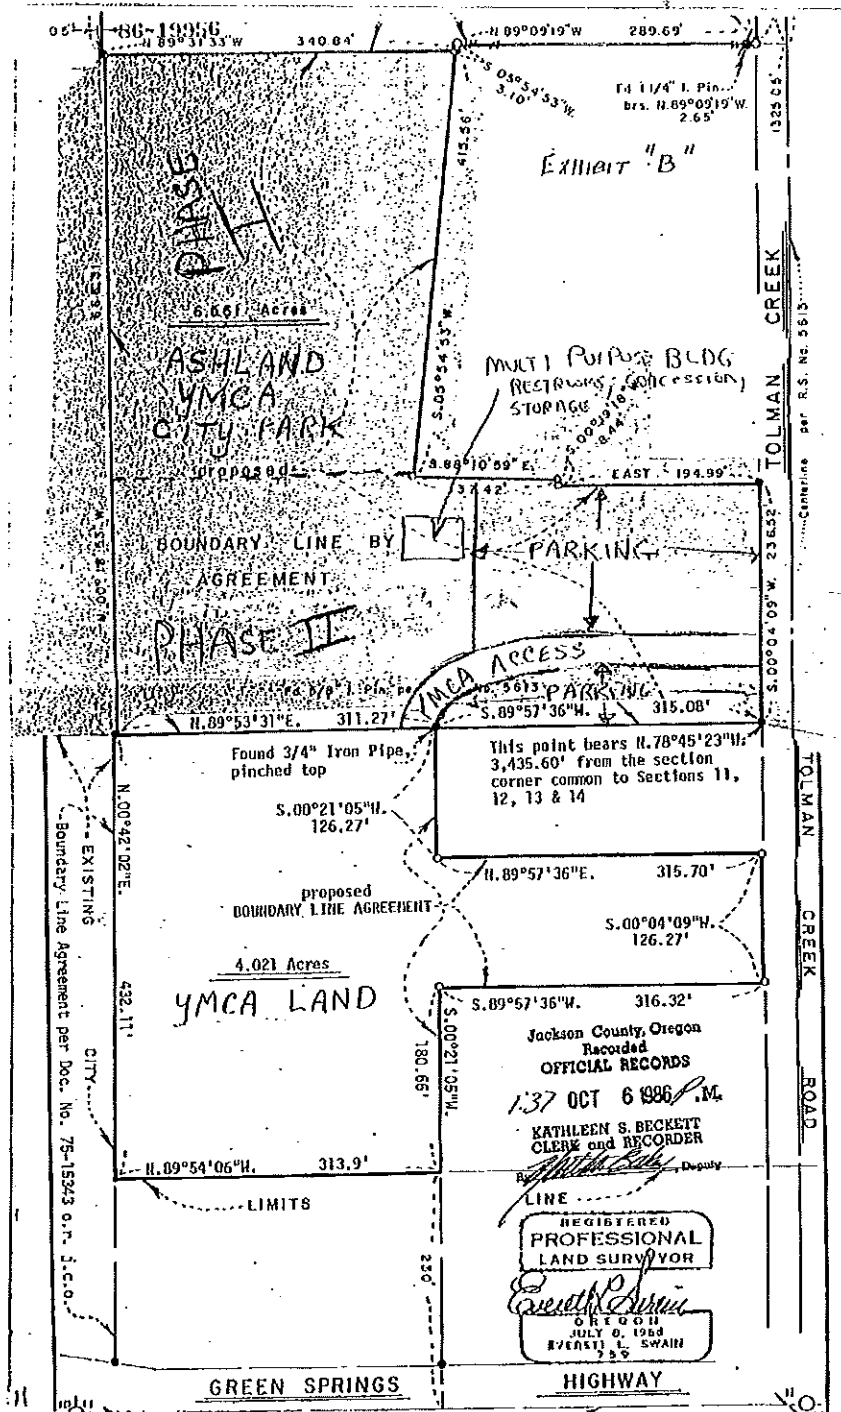 86-19956
N 89°31'33"W 340.84'
N 89°09'19"W 289.69'
S 05°54'53"W.
3.10'
Fd 1 1/4" I. Pin
brs. N.89°09'19"W.
2.65'
1325.05'
EXHIBIT "B"
415.56'
PHASE I
6.661 Acres
ASHLAND
YMCA
CITY PARK
proposed
S.05°54'53"W.
MULTI PURPOSE BLDG
RESTROOMS, CONCESSION,
STORAGE
8.44'
TOLMAN CREEK
Centerline per R.S. No. 5613
S.88°10'59"E.
EAST 194.99'
BOUNDARY LINE BY
AGREEMENT
PARKING
PHASE II
S.00°04'09"W. 236.52'
YMCA ACCESS
No. 5613
PARKING
N.89°53'31"E. 311.27'
S.89°57'36"W. 315.08'
Found 3/4" Iron Pipe,
pinched top
This point bears N.78°45'23"W.
3,435.60' from the section
corner common to Sections 11,
12, 13 & 14
S.00°21'05"W.
126.27'
N.00°42'02"E. 432.11'
EXISTING
CITY
Boundary Line Agreement per Doc. No. 75-15343 o.r. J.C.O.
N.89°57'36"E. 315.70'
proposed
BOUNDARY LINE AGREEMENT
S.00°04'09"W.
126.27'
4.021 Acres
YMCA LAND
S.89°57'36"W. 316.32'
S.00°21'05"W.
180.66'
TOLMAN CREEK ROAD
Jackson County, Oregon
Recorded
OFFICIAL RECORDS
1:37 OCT 6 1986 P.M.
KATHLEEN S. BECKETT
CLERK and RECORDER
By Deputy
N.89°54'06"W. 313.9'
LIMITS
LINE
230'
REGISTERED
PROFESSIONAL
LAND SURVEYOR
OREGON
JULY 8, 1960
EVERETT L. SWAIN
759
GREEN SPRINGS HIGHWAY